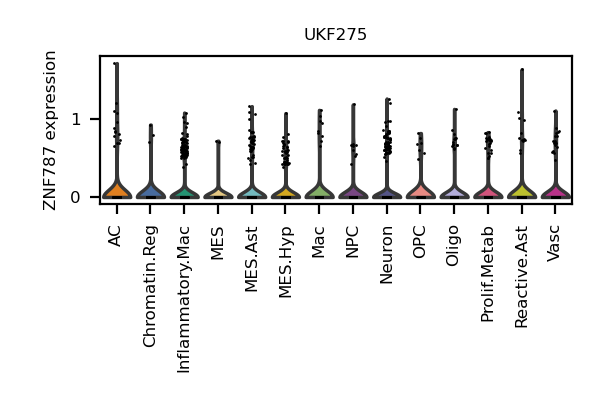 UKF275
ZNF787 expression
1
0
AC
Chromatin.Reg
Inflammatory.Mac
MES
MES.Ast
MES.Hyp
Mac
NPC
Neuron
OPC
Oligo
Prolif.Metab
Reactive.Ast
Vasc